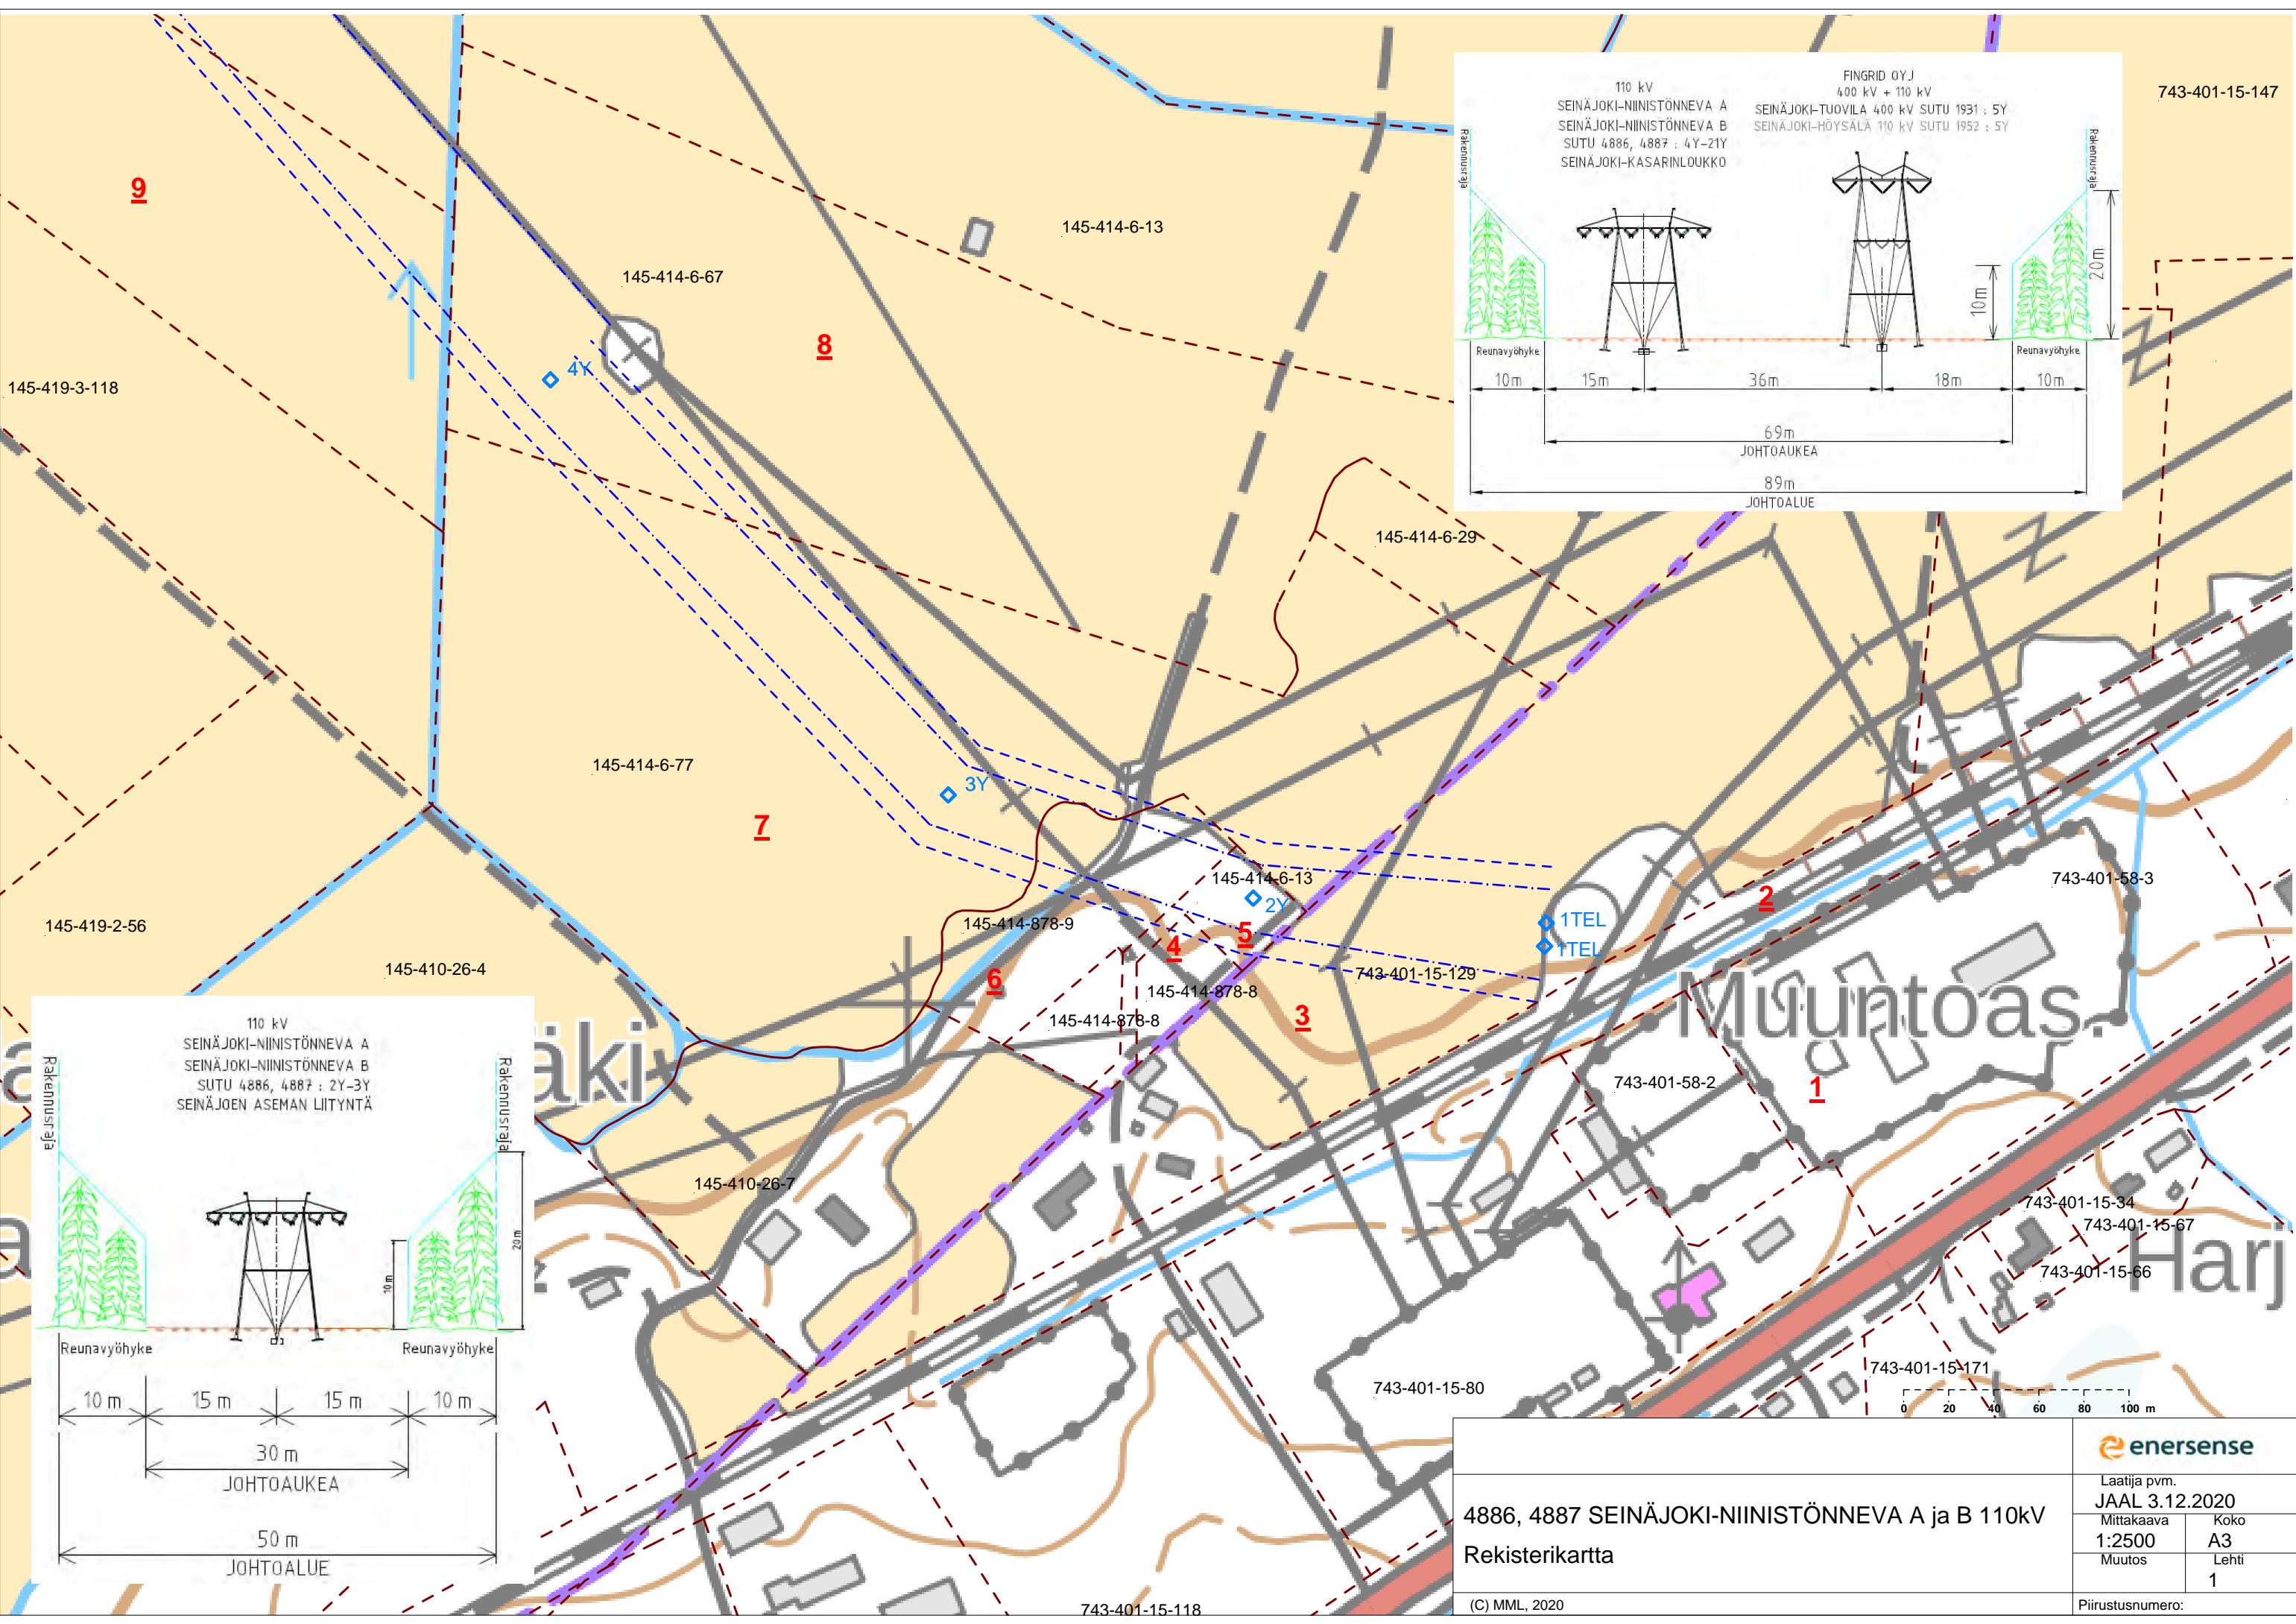 110 kV
SEINÄJOKI-NIINISTÖNNEVA A
SEINÄJOKI-NIINISTÖNNEVA B
SUTU 4886, 4887 : 4Y-21Y
SEINÄJOKI-KASARINLOUKKO
FINGRID OYJ
400 kV + 110 kV
SEINÄJOKI-TUOVILA 400 kV SUTU 1931 : 5Y
SEINÄJOKI-HÖYSÄLÄ 110 kV SUTU 1952 : 5Y
Rakennusraja
Rakennusraja
20m
10m
Reunavyöhyke
Reunavyöhyke
10m
15m
36m
18m
10m
69m
JOHTOAUKEA
89m
JOHTOALUE
743-401-15-147
9
145-414-6-13
145-414-6-67
8
145-419-3-118
4Y
145-414-6-29
145-414-6-77
3Y
7
145-414-6-13
2Y
743-401-58-3
2
1TEL
1TEL
145-419-2-56
145-414-878-9
5
4
145-410-26-4
6
743-401-15-129
145-414-878-8
3
145-414-878-8
Muuntoas.
äki
743-401-58-2
1
110 kV
SEINÄJOKI-NIINISTÖNNEVA A
SEINÄJOKI-NIINISTÖNNEVA B
SUTU 4886, 4887 : 2Y-3Y
SEINÄJOEN ASEMAN LIITYNTÄ
Rakennusraja
Rakennusraja
20m
10m
Reunavyöhyke
Reunavyöhyke
10 m
15 m
15 m
10 m
30 m
JOHTOAUKEA
50 m
JOHTOALUE
145-410-26-7
743-401-15-34
743-401-15-67
Harj
743-401-15-66
743-401-15-171
743-401-15-80
0 20 40 60 80 100 m
743-401-15-118
enersense
4886, 4887 SEINÄJOKI-NIINISTÖNNEVA A ja B 110kV
Rekisterikartta
Laatija pvm.
JAAL 3.12.2020
Mittakaava
Koko
1:2500
A3
Muutos
Lehti
1
(C) MML, 2020
Piirustusnumero: